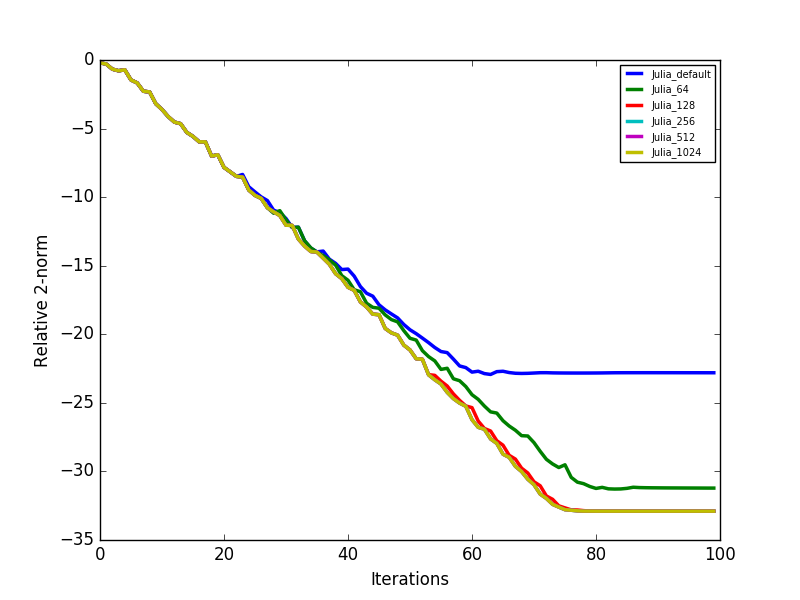 0
−5
−10
−15
−20
−25
−30
−35
Relative 2-norm
0
20
40
60
80
100
Iterations
Julia_default
Julia_64
Julia_128
Julia_256
Julia_512
Julia_1024